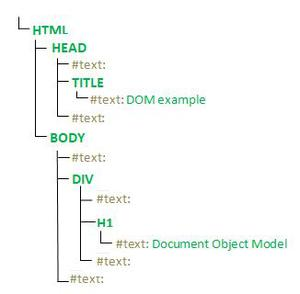 HTML
HEAD
#text:
TITLE
#text: DOM example
#text:
BODY
#text:
DIV
#text:
H1
#text: Document Object Model
#text:
#text: